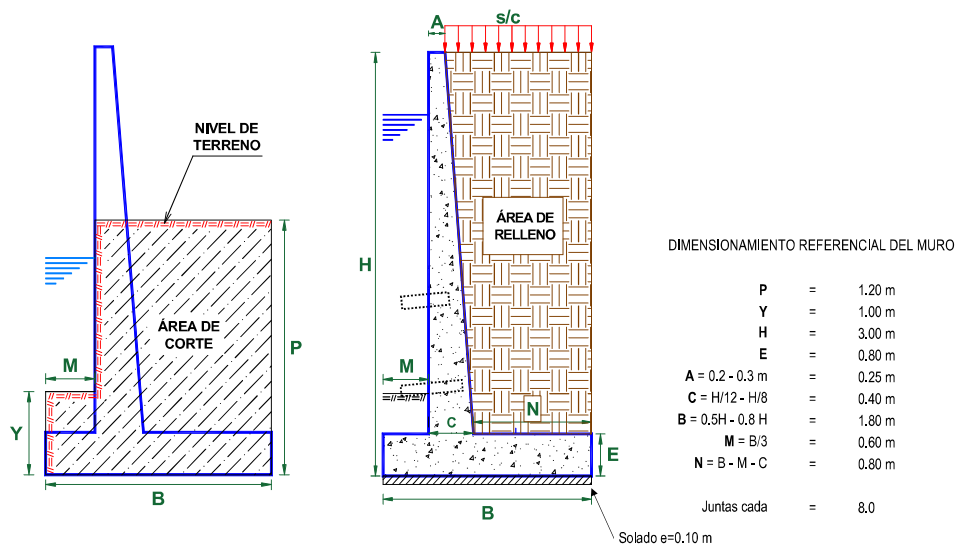 NIVEL DE
TERRENO
ÁREA DE
CORTE
M
Y
B
P
A
s/c
H
ÁREA DE
RELLENO
M
C
N
E
B
Solado e=0.10 m
DIMENSIONAMIENTO REFERENCIAL DEL MURO
P = 1.20 m
Y = 1.00 m
H = 3.00 m
E = 0.80 m
A = 0.2 - 0.3 m = 0.25 m
C = H/12 - H/8 = 0.40 m
B = 0.5H - 0.8 H = 1.80 m
M = B/3 = 0.60 m
N = B - M - C = 0.80 m
Juntas cada = 8.0